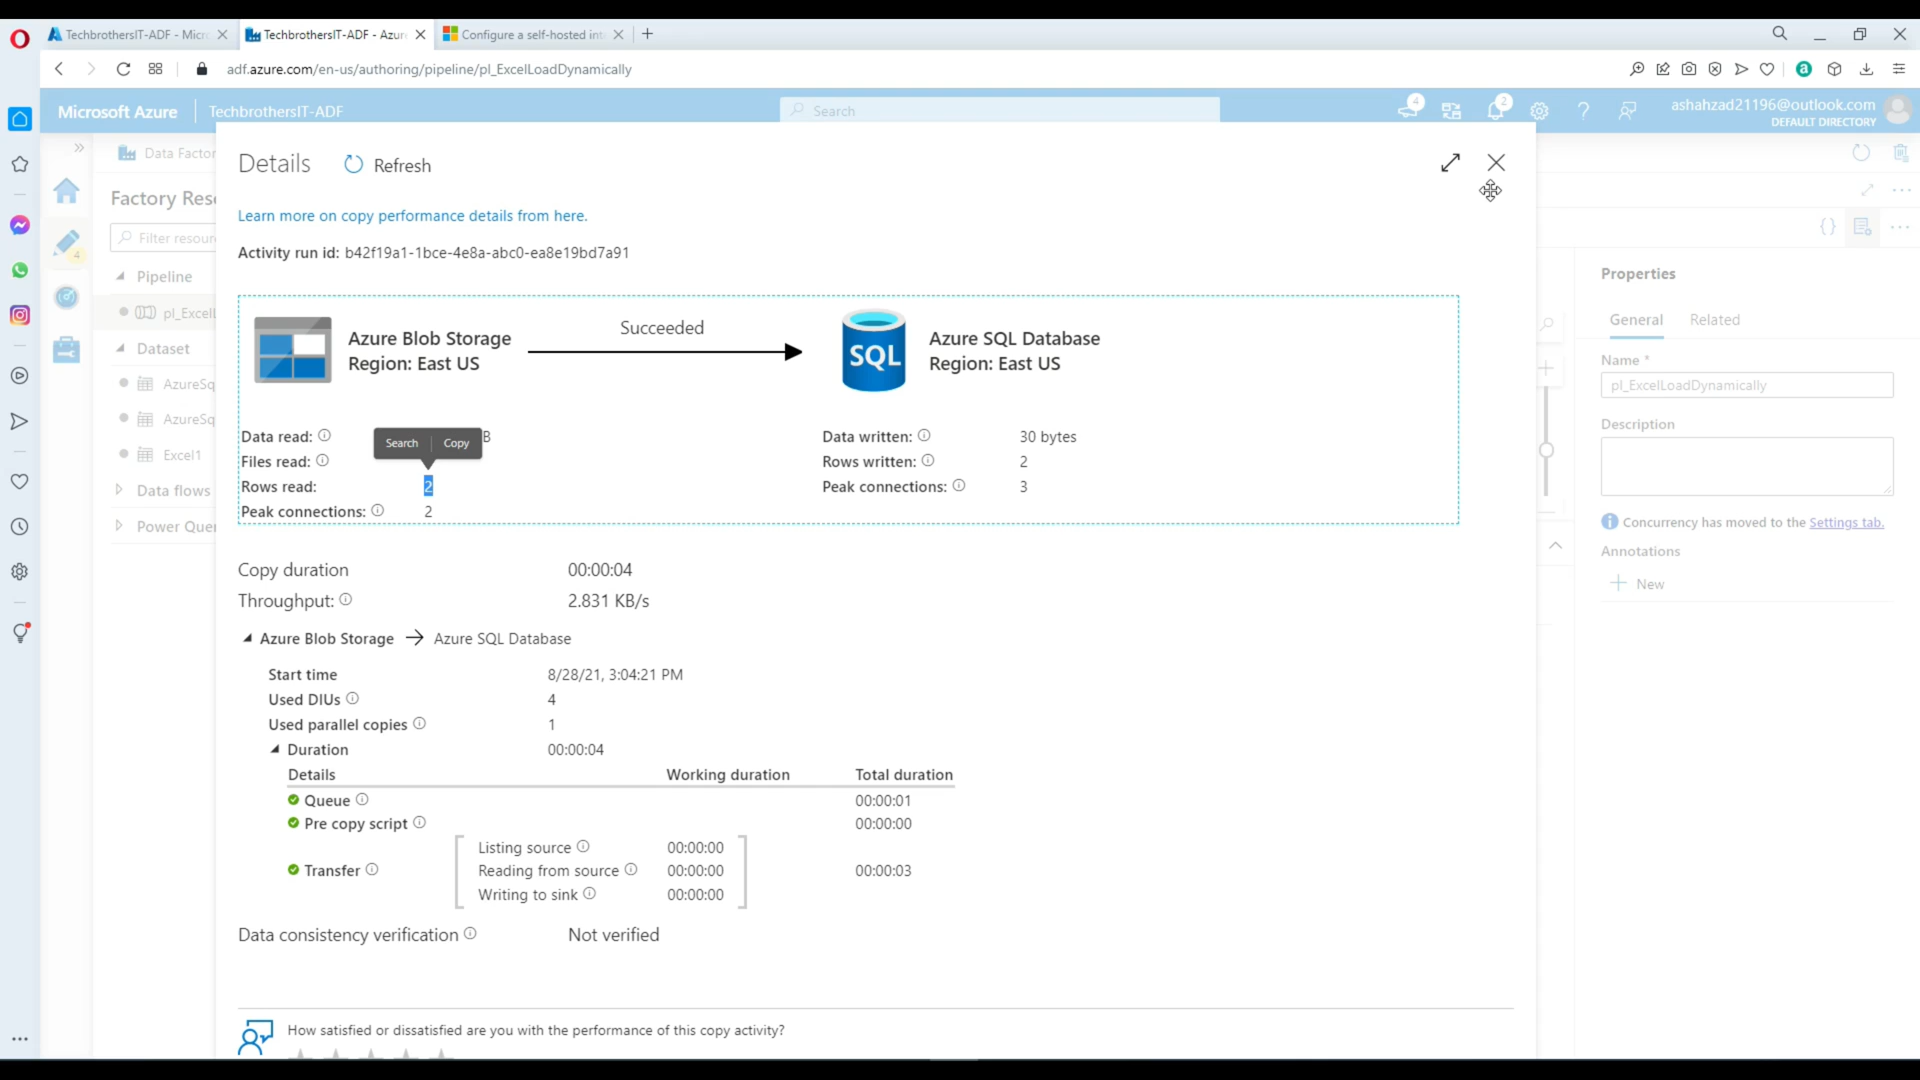 TechbrothersIT-ADF - Micr
TechbrothersIT-ADF - Azur
Configure a self-hosted int
adf.azure.com/en-us/authoring/pipeline/pl_ExcelLoadDynamically
Microsoft Azure
TechbrothersIT-ADF
Search
4
2
ashahzad21196@outlook.com
DEFAULT DIRECTORY
Data Factor
Factory Reso
Filter resour
4
Pipeline
pl_ExcelL
Dataset
AzureSq
AzureSq
Excel1
Data flows
Power Quer
Details
Refresh
Learn more on copy performance details from here.
Activity run id: b42f19a1-1bce-4e8a-abc0-ea8e19bd7a91
Azure Blob Storage
Region: East US
Succeeded
SQL
Azure SQL Database
Region: East US
Data read:
B
Search
Copy
Files read:
Rows read: 2
Peak connections: 2
Data written: 30 bytes
Rows written: 2
Peak connections: 3
Copy duration 00:00:04
Throughput: 2.831 KB/s
Azure Blob Storage → Azure SQL Database
Start time 8/28/21, 3:04:21 PM
Used DIUs 4
Used parallel copies 1
Duration 00:00:04
Details Working duration Total duration
Queue 00:00:01
Pre copy script 00:00:00
Transfer 00:00:03
Listing source 00:00:00
Reading from source 00:00:00
Writing to sink 00:00:00
Data consistency verification Not verified
How satisfied or dissatisfied are you with the performance of this copy activity?
Properties
General
Related
Name *
pl_ExcelLoadDynamically
Description
Concurrency has moved to the Settings tab.
Annotations
New